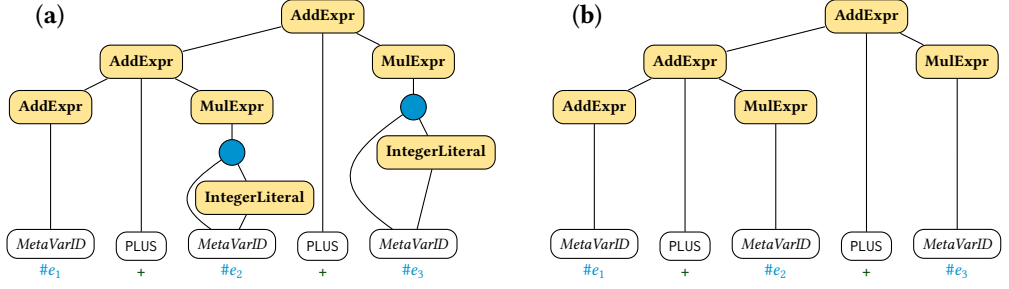 (a)
AddExpr
AddExpr
MulExpr
AddExpr
MulExpr
IntegerLiteral
IntegerLiteral
MetaVarID PLUS MetaVarID PLUS MetaVarID
#e₁ + #e₂ + #e₃
(b)
AddExpr
AddExpr
MulExpr
AddExpr
MulExpr
MetaVarID PLUS MetaVarID PLUS MetaVarID
#e₁ + #e₂ + #e₃